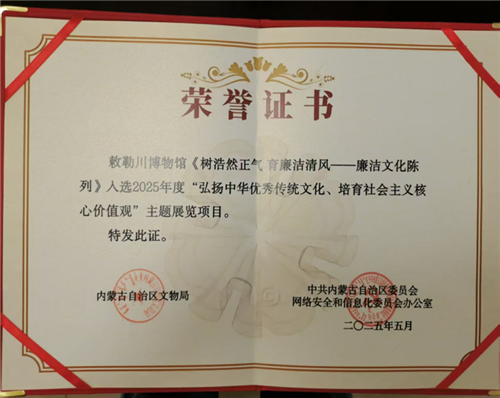 荣誉证书
敕勒川博物馆《树浩然正气 育廉洁清风——廉洁文化陈
列》入选2025年度“弘扬中华优秀传统文化、培育社会主义核
心价值观”主题展览项目。
特发此证。
内蒙古自治区文物局
中共内蒙古自治区委员会
网络安全和信息化委员会办公室
二〇二五年五月